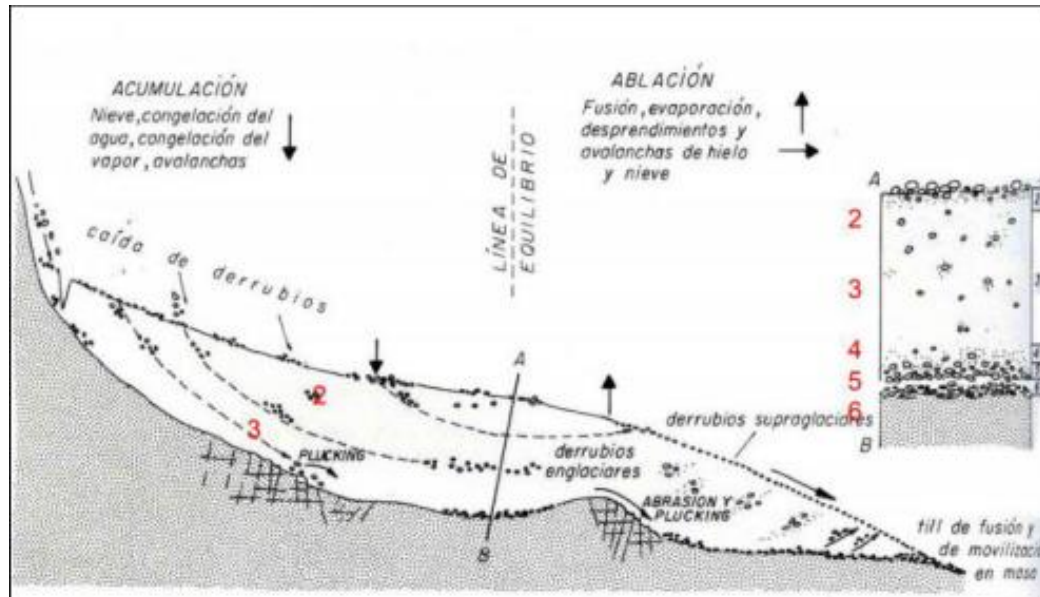 ACUMULACIÓN
Nieve, congelación del
agua, congelación del
vapor, avalanchas
LÍNEA DE
EQUILIBRIO
ABLACIÓN
Fusión, evaporación,
desprendimientos y
avalanchas de hielo
y nieve
caída de derrubios
A
2
3
4
5
6
B
A
2
3
PLUCKING
derrubios
englaciares
derrubios supraglaciares
ABRASION Y
PLUCKING
B
till de fusión y
de movilizació
en masa